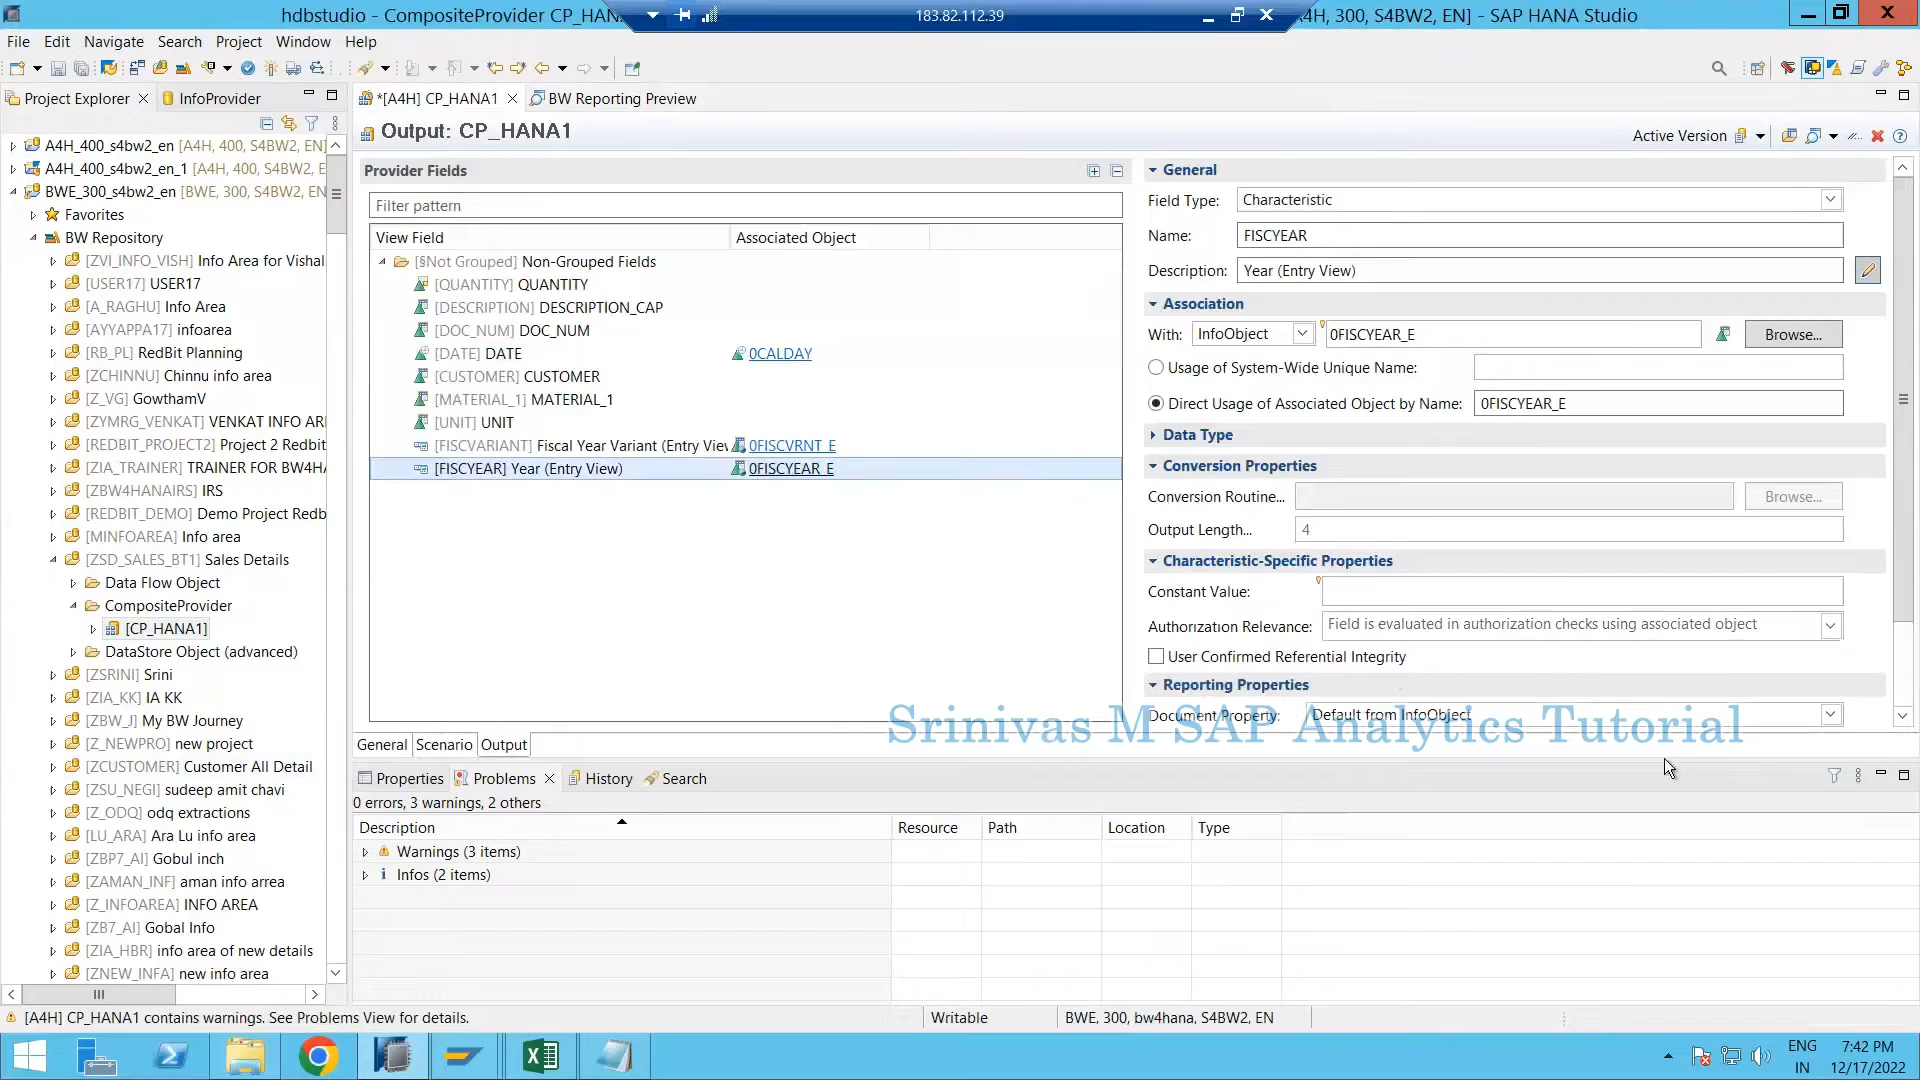 hdbstudio - CompositeProvider CP_HAN
183.82.112.39
4H, 300, S4BW2, EN] - SAP HANA Studio
File Edit Navigate Search Project Window Help
Project Explorer InfoProvider
*[A4H] CP_HANA1 BW Reporting Preview
Output: CP_HANA1
Active Version
A4H_400_s4bw2_en [A4H, 400, S4BW2, EN]
A4H_400_s4bw2_en_1 [A4H, 400, S4BW2, E
BWE_300_s4bw2_en [BWE, 300, S4BW2, EN]
Favorites
BW Repository
[ZVI_INFO_VISH] Info Area for Vishal
[USER17] USER17
[A_RAGHU] Info Area
[AYYAPPA17] infoarea
[RB_PL] RedBit Planning
[ZCHINNU] Chinnu info area
[Z_VG] GowthamV
[ZYMRG_VENKAT] VENKAT INFO AR
[REDBIT_PROJECT2] Project 2 Redbit
[ZIA_TRAINER] TRAINER FOR BW4H
[ZBW4HANAIRS] IRS
[REDBIT_DEMO] Demo Project Redb
[MINFOAREA] Info area
[ZSD_SALES_BT1] Sales Details
Data Flow Object
CompositeProvider
[CP_HANA1]
DataStore Object (advanced)
[ZSRINI] Srini
[ZIA_KK] IA KK
[ZBW_J] My BW Journey
[Z_NEWPRO] new project
[ZCUSTOMER] Customer All Detail
[ZSU_NEGI] sudeep amit chavi
[Z_ODQ] odq extractions
[LU_ARA] Ara Lu info area
[ZBP7_AI] Gobul inch
[ZAMAN_INF] aman info arrea
[Z_INFOAREA] INFO AREA
[ZB7_AI] Gobal Info
[ZIA_HBR] info area of new details
[ZNEW_INFA] new info area
Provider Fields
Filter pattern
View Field Associated Object
[§Not Grouped] Non-Grouped Fields
[QUANTITY] QUANTITY
[DESCRIPTION] DESCRIPTION_CAP
[DOC_NUM] DOC_NUM
[DATE] DATE 0CALDAY
[CUSTOMER] CUSTOMER
[MATERIAL_1] MATERIAL_1
[UNIT] UNIT
[FISCVARIANT] Fiscal Year Variant (Entry Vie 0FISCVRNT_E
[FISCYEAR] Year (Entry View) 0FISCYEAR_E
General
Field Type: Characteristic
Name: FISCYEAR
Description: Year (Entry View)
Association
With: InfoObject 0FISCYEAR_E Browse...
Usage of System-Wide Unique Name:
Direct Usage of Associated Object by Name: 0FISCYEAR_E
Data Type
Conversion Properties
Conversion Routine... Browse...
Output Length... 4
Characteristic-Specific Properties
Constant Value:
Authorization Relevance: Field is evaluated in authorization checks using associated object
User Confirmed Referential Integrity
Reporting Properties
Document Property: Default from InfoObject
Srinivas M SAP Analytics Tutorial
General Scenario Output
Properties Problems History Search
0 errors, 3 warnings, 2 others
Description Resource Path Location Type
Warnings (3 items)
Infos (2 items)
[A4H] CP_HANA1 contains warnings. See Problems View for details.
Writable
BWE, 300, bw4hana, S4BW2, EN
ENG
IN
7:42 PM
12/17/2022